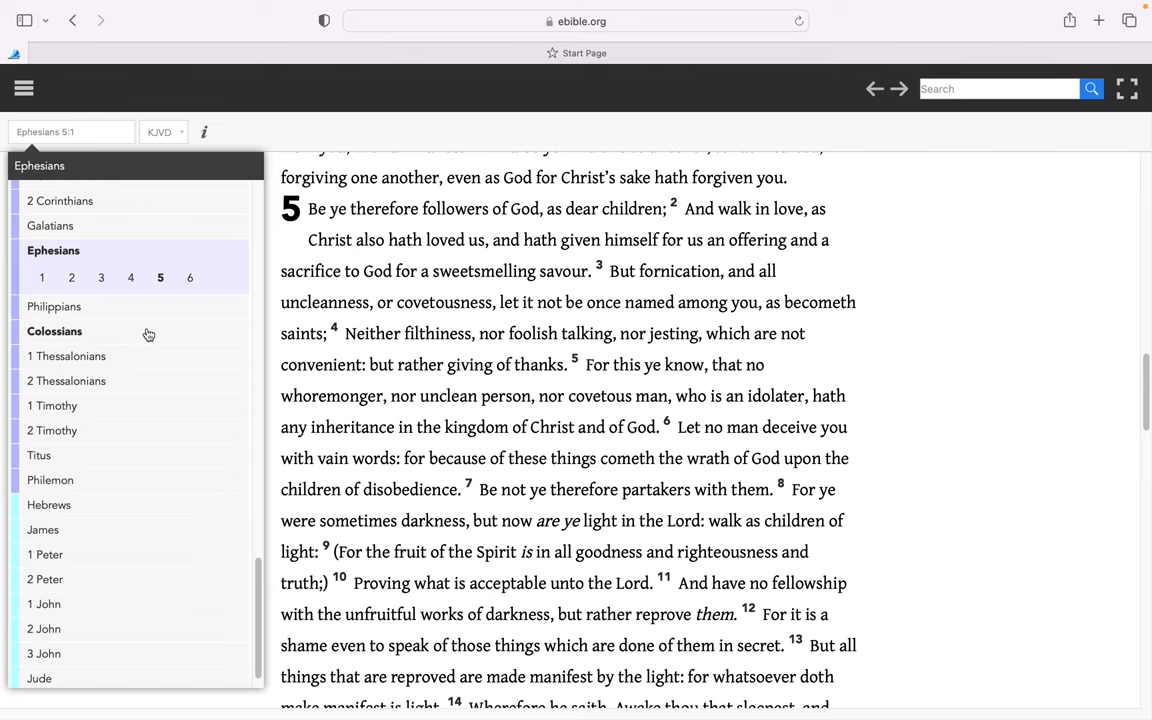 ebible.org
Start Page
Search
Ephesians 5:1
KJVD
i
Ephesians
2 Corinthians
Galatians
Ephesians
1 2 3 4 5 6
Philippians
Colossians
1 Thessalonians
2 Thessalonians
1 Timothy
2 Timothy
Titus
Philemon
Hebrews
James
1 Peter
2 Peter
1 John
2 John
3 John
Jude
forgiving one another, even as God for Christ’s sake hath forgiven you.
5 Be ye therefore followers of God, as dear children; 2 And walk in love, as
Christ also hath loved us, and hath given himself for us an offering and a
sacrifice to God for a sweetsmelling savour. 3 But fornication, and all
uncleanness, or covetousness, let it not be once named among you, as becometh
saints; 4 Neither filthiness, nor foolish talking, nor jesting, which are not
convenient: but rather giving of thanks. 5 For this ye know, that no
whoremonger, nor unclean person, nor covetous man, who is an idolater, hath
any inheritance in the kingdom of Christ and of God. 6 Let no man deceive you
with vain words: for because of these things cometh the wrath of God upon the
children of disobedience. 7 Be not ye therefore partakers with them. 8 For ye
were sometimes darkness, but now are ye light in the Lord: walk as children of
light: 9 (For the fruit of the Spirit is in all goodness and righteousness and
truth;) 10 Proving what is acceptable unto the Lord. 11 And have no fellowship
with the unfruitful works of darkness, but rather reprove them. 12 For it is a
shame even to speak of those things which are done of them in secret. 13 But all
things that are reproved are made manifest by the light: for whatsoever doth
make manifest is light. 14 Wherefore he saith, Awake thou that sleepest, and